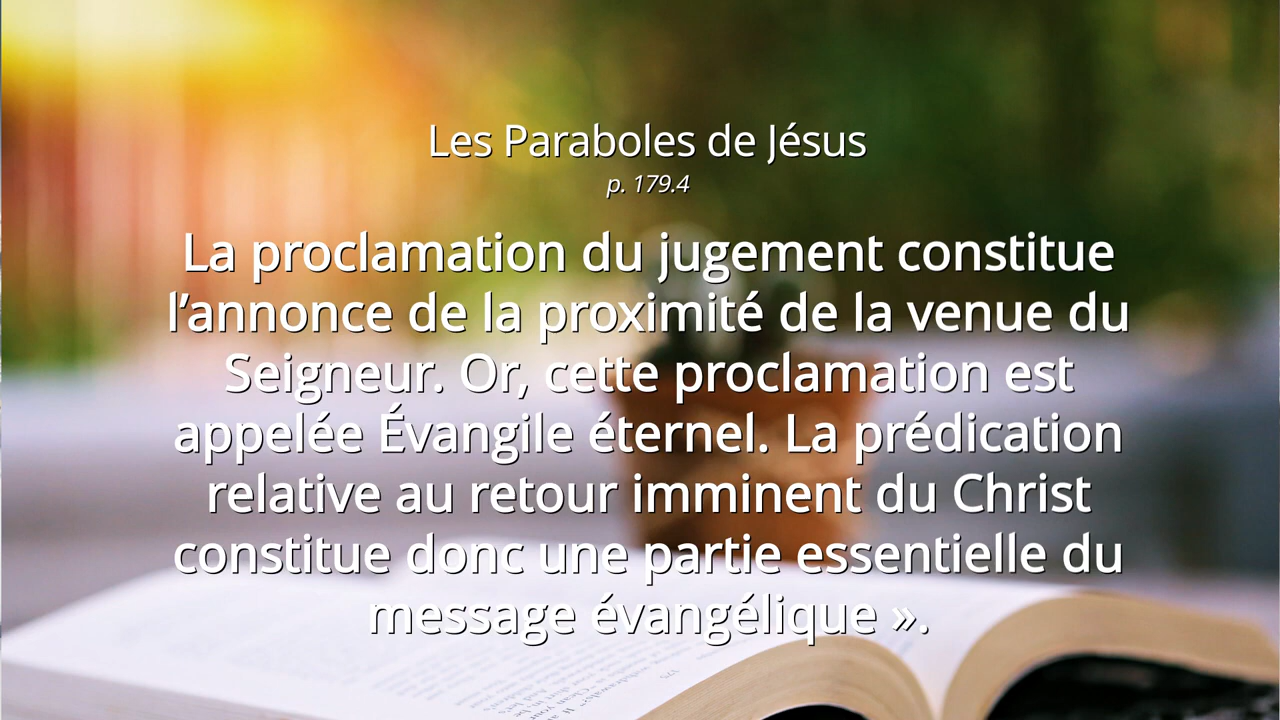 Les Paraboles de Jésus
p. 179.4
La proclamation du jugement constitue
l’annonce de la proximité de la venue du
Seigneur. Or, cette proclamation est
appelée Évangile éternel. La prédication
relative au retour imminent du Christ
constitue donc une partie essentielle du
message évangélique ».